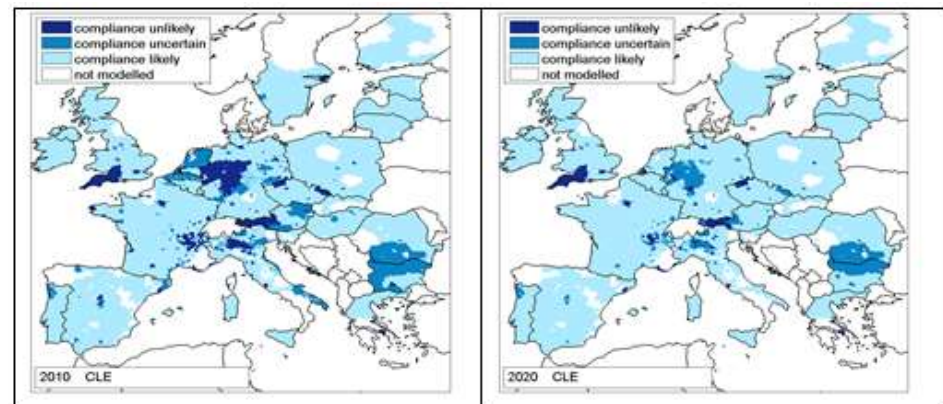 compliance unlikely
compliance uncertain
compliance likely
not modelled
2010 CLE
compliance unlikely
compliance uncertain
compliance likely
not modelled
2020 CLE